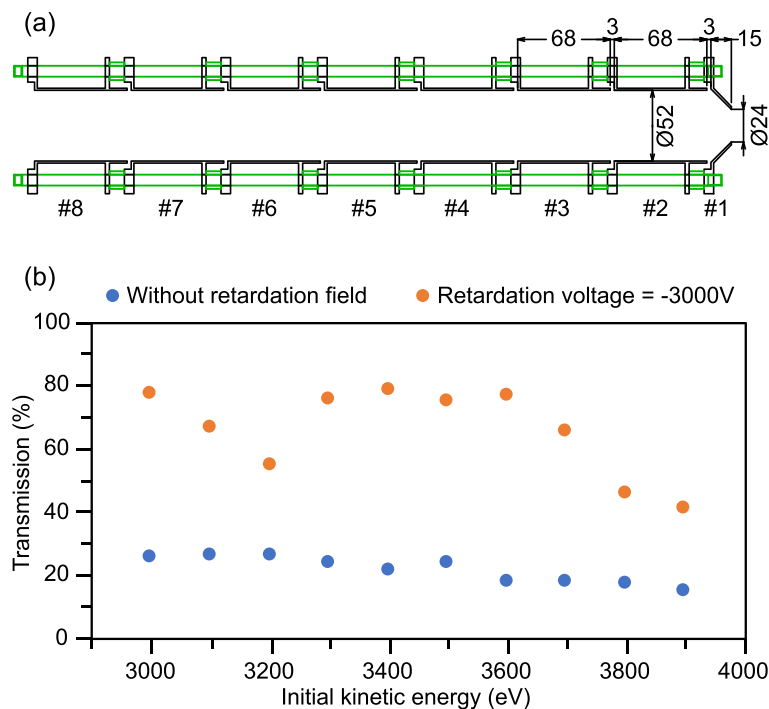 (a)
68 3 68 3 15
Ø52
Ø24
#8 #7 #6 #5 #4 #3 #2 #1
(b)
Without retardation field Retardation voltage = -3000V
100
80
60
40
20
0
Transmission (%)
3000 3200 3400 3600 3800 4000
Initial kinetic energy (eV)